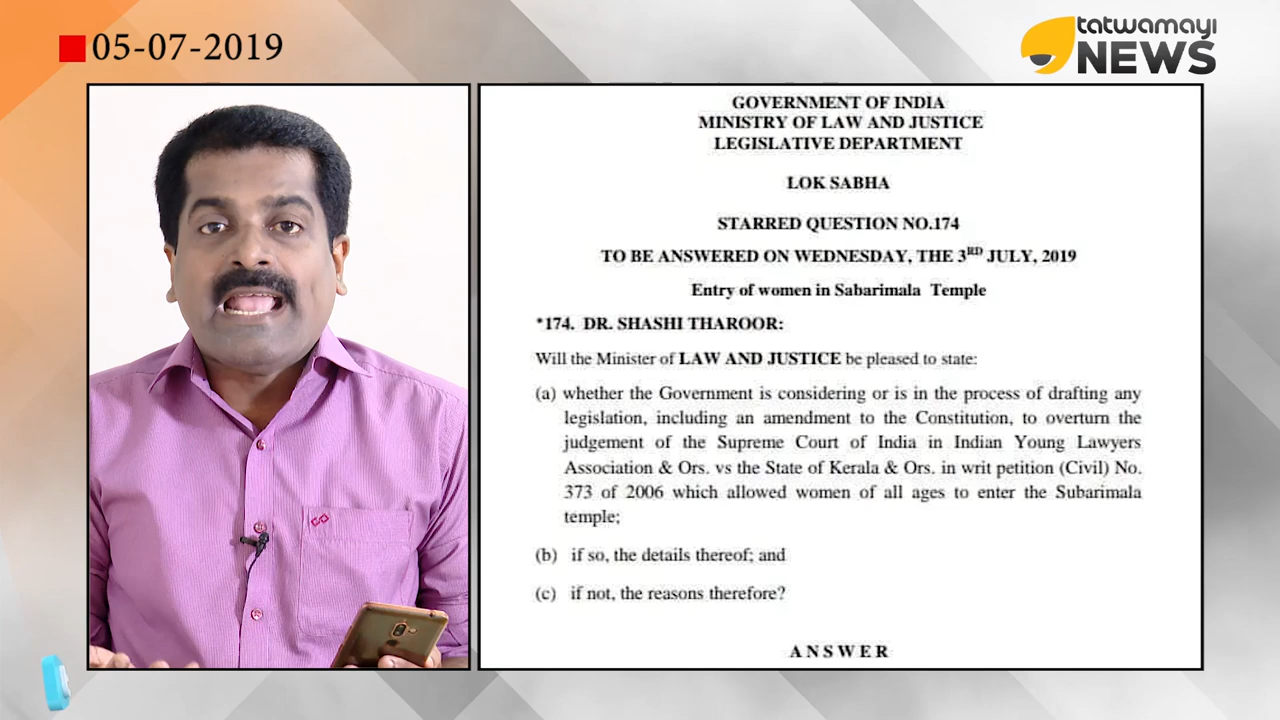 05-07-2019
tatwamayi
NEWS
GOVERNMENT OF INDIA
MINISTRY OF LAW AND JUSTICE
LEGISLATIVE DEPARTMENT
LOK SABHA
STARRED QUESTION NO.174
TO BE ANSWERED ON WEDNESDAY, THE 3RD JULY, 2019
Entry of women in Sabarimala Temple
*174. DR. SHASHI THAROOR:
Will the Minister of LAW AND JUSTICE be pleased to state:
(a) whether the Government is considering or is in the process of drafting any
legislation, including an amendment to the Constitution, to overturn the
judgement of the Supreme Court of India in Indian Young Lawyers
Association & Ors. vs the State of Kerala & Ors. in writ petition (Civil) No.
373 of 2006 which allowed women of all ages to enter the Subarimala
temple;
(b) if so, the details thereof; and
(c) if not, the reasons therefore?
ANSWER